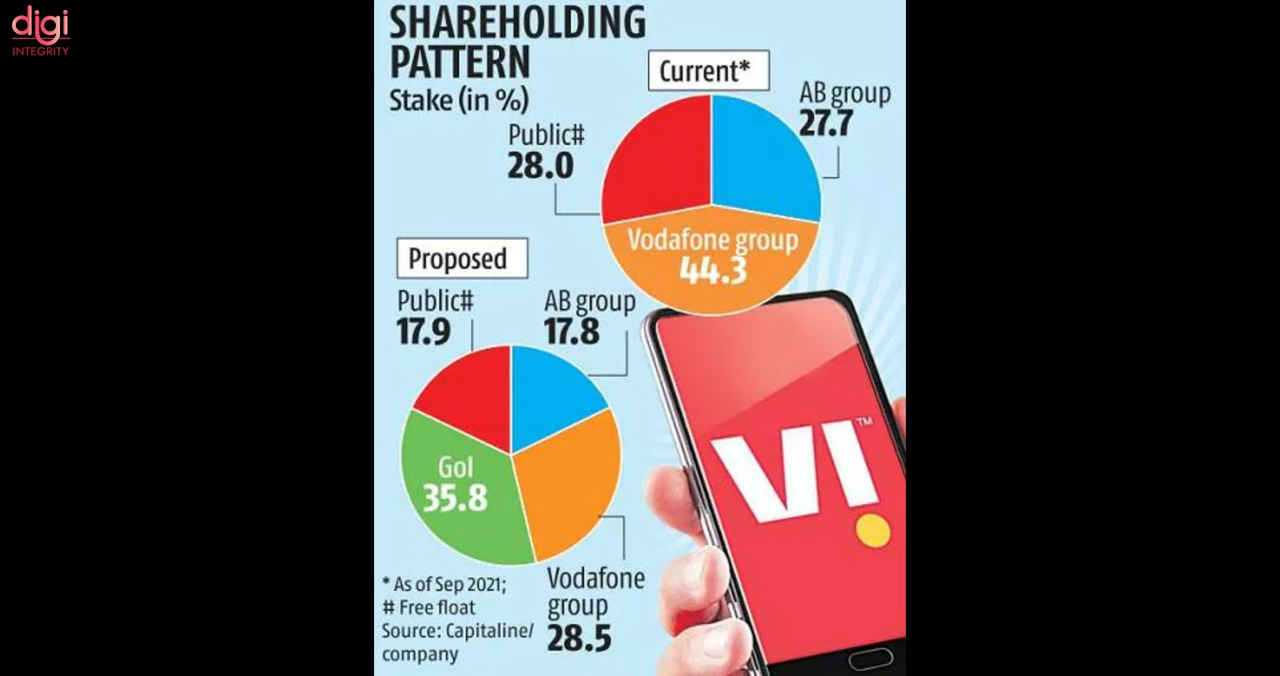 digi
INTEGRITY
SHAREHOLDING
PATTERN
Stake (in %)
Current*
AB group
27.7
Public#
28.0
Vodafone group
44.3
Proposed
Public#
17.9
AB group
17.8
GoI
35.8
Vodafone
group
28.5
VI
TM
* As of Sep 2021;
# Free float
Source: Capitaline/
company